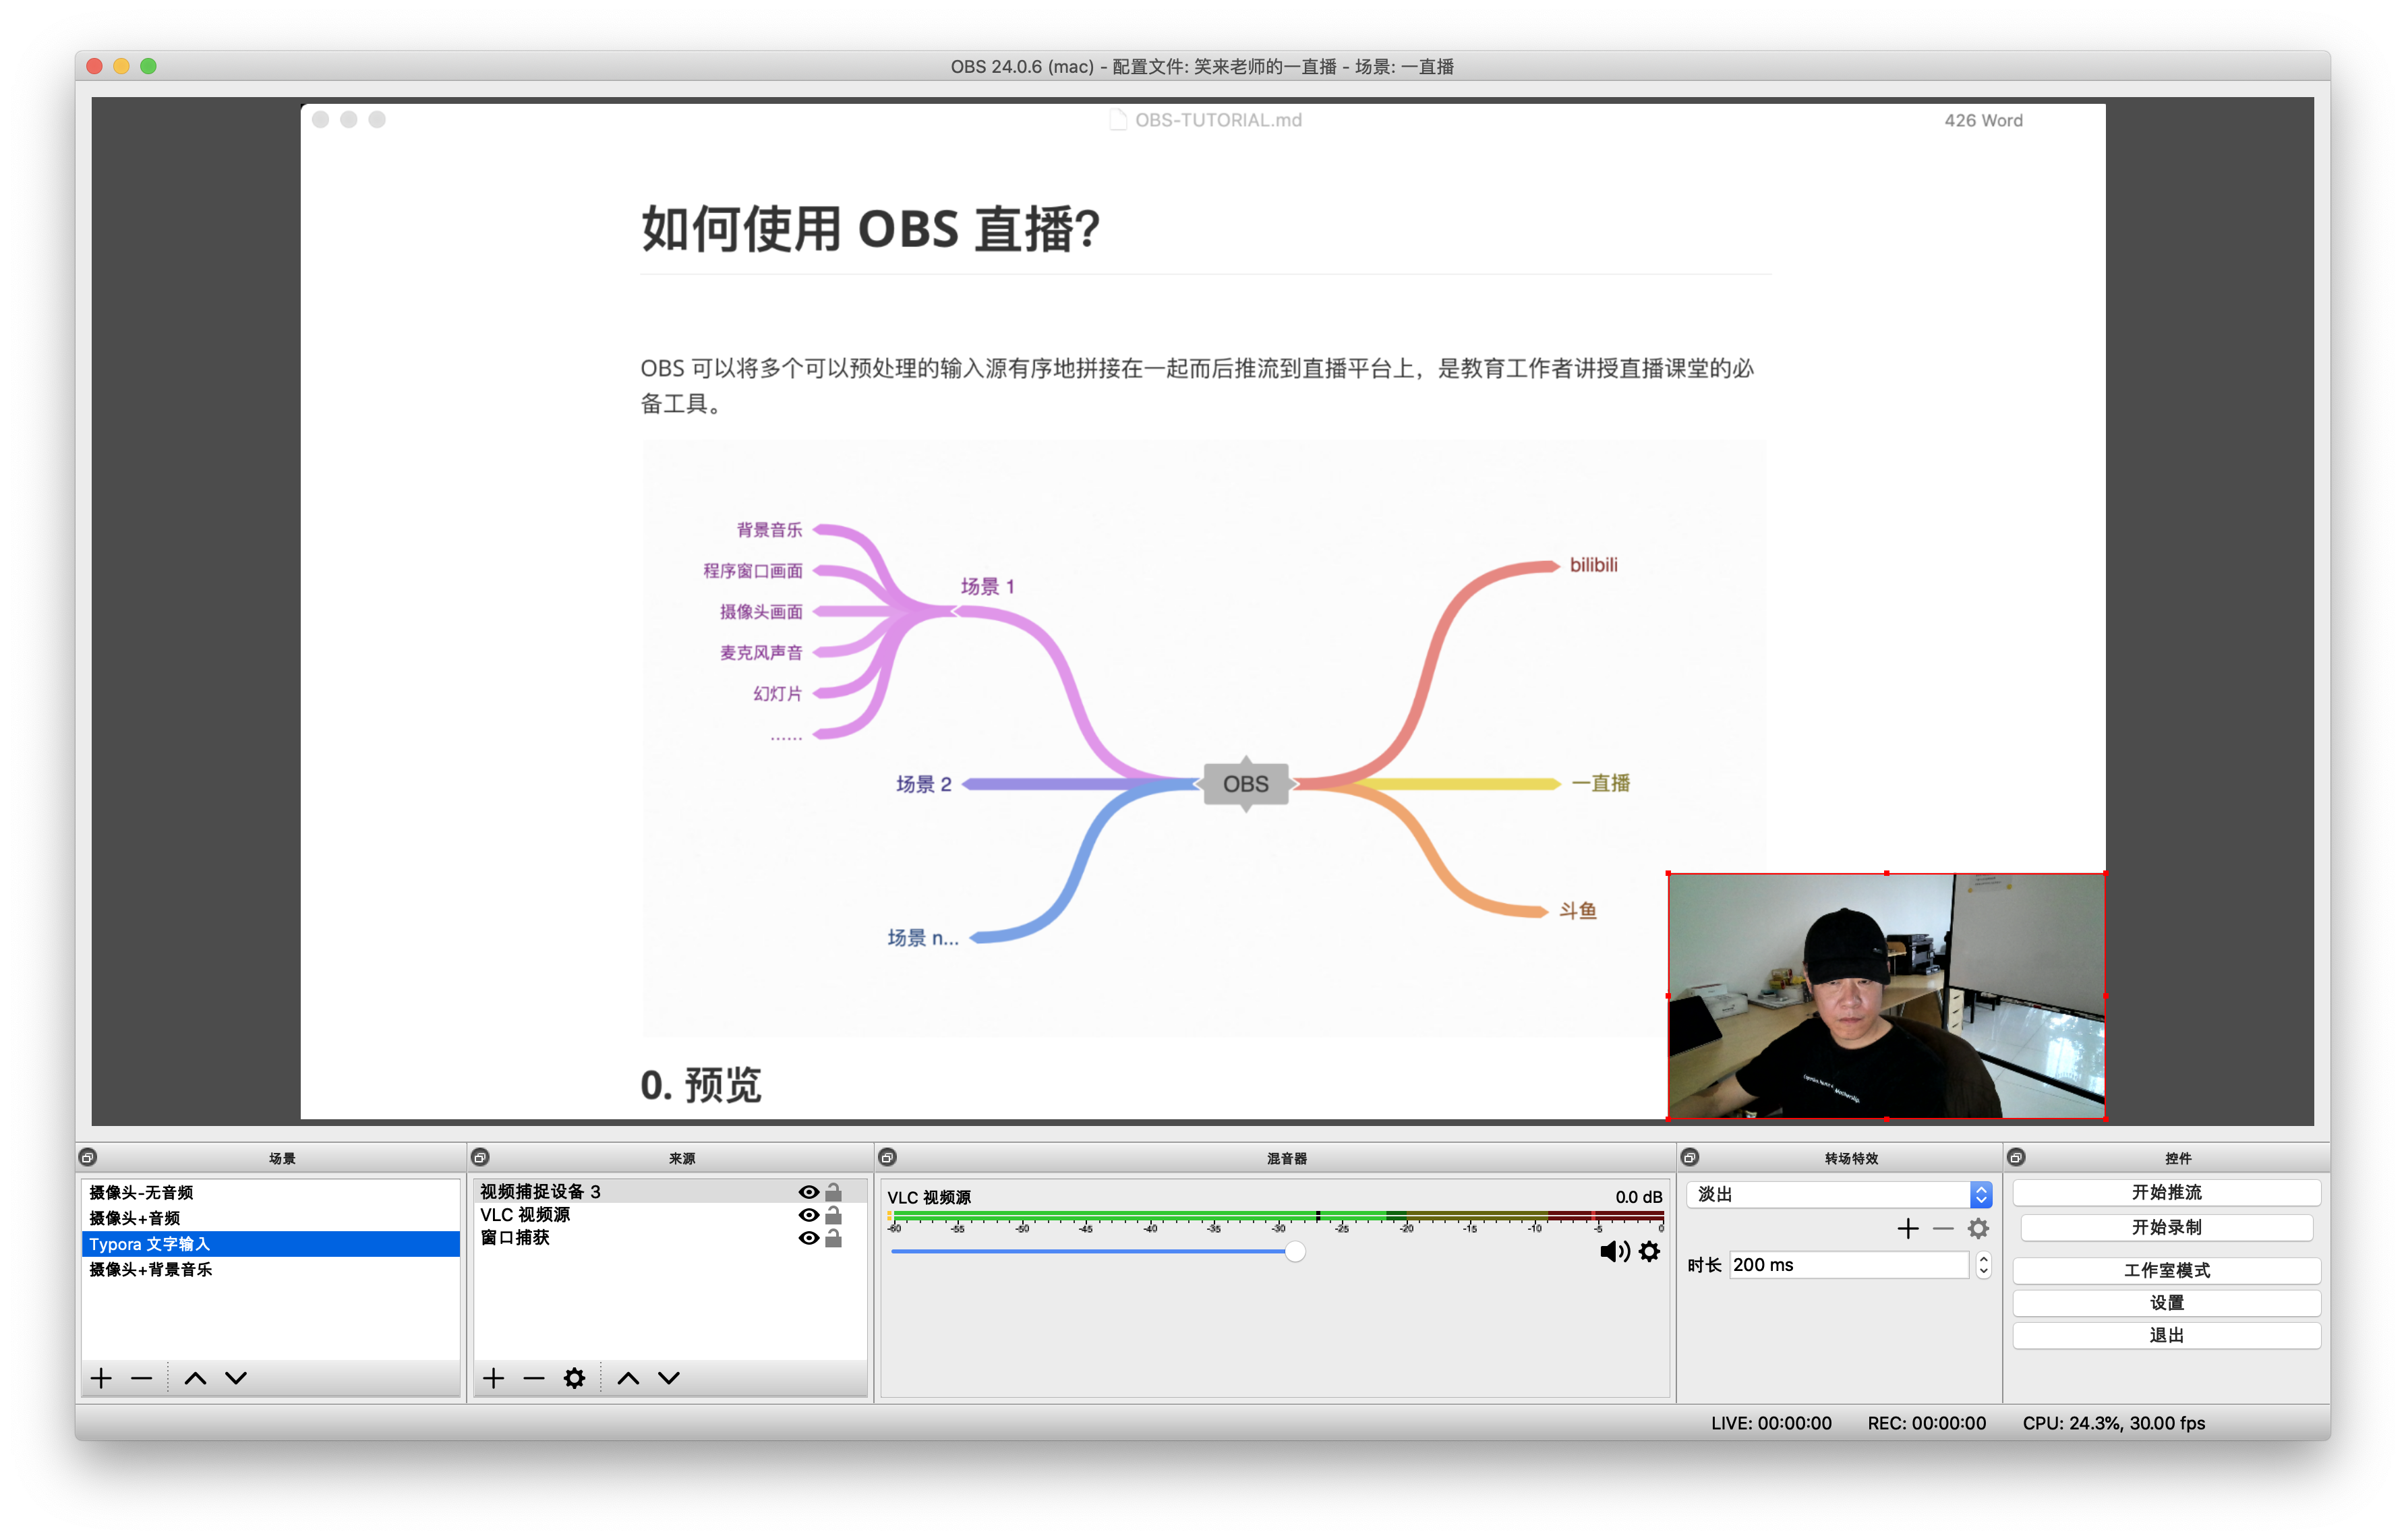 OBS 24.0.6 (mac) - 配置文件: 笑来老师的一直播 - 场景: 一直播
OBS-TUTORIAL.md
426 Word
如何使用 OBS 直播？
OBS 可以将多个可以预处理的输入源有序地拼接在一起而后推流到直播平台上，是教育工作者讲授直播课堂的必
备工具。
背景音乐
程序窗口画面
摄像头画面
麦克风声音
幻灯片
......
场景 1
场景 2
场景 n...
OBS
bilibili
一直播
斗鱼
0. 预览
场景
摄像头-无音频
摄像头+音频
Typora 文字输入
摄像头+背景音乐
来源
视频捕捉设备 3
VLC 视频源
窗口捕获
混音器
VLC 视频源
0.0 dB
-60 -55 -50 -45 -40 -35 -30 -25 -20 -15 -10 -5 0
转场特效
淡出
时长 200 ms
控件
开始推流
开始录制
工作室模式
设置
退出
LIVE: 00:00:00
REC: 00:00:00
CPU: 24.3%, 30.00 fps